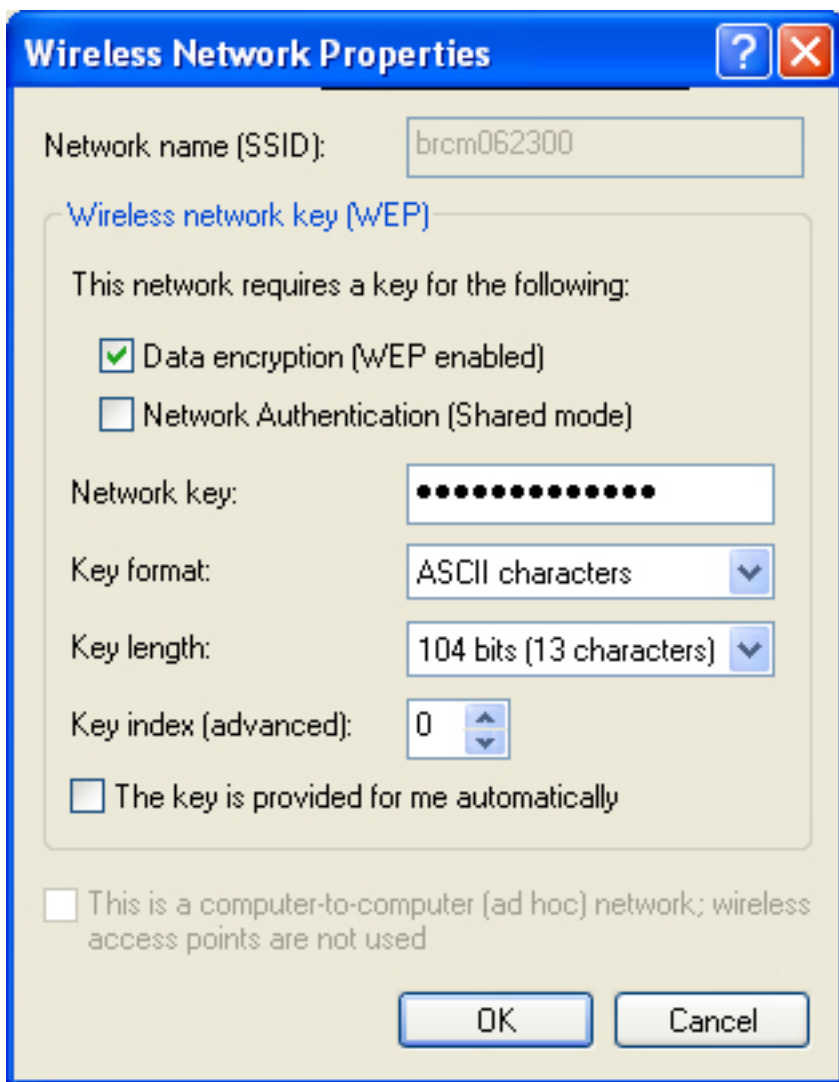 Wireless Network Properties
Network name (SSID): brcm062300
Wireless network key (WEP)
This network requires a key for the following:
Data encryption (WEP enabled)
Network Authentication (Shared mode)
Network key: •••••••••••••
Key format: ASCII characters
Key length: 104 bits (13 characters)
Key index (advanced): 0
The key is provided for me automatically
This is a computer-to-computer (ad hoc) network; wireless
access points are not used
OK Cancel